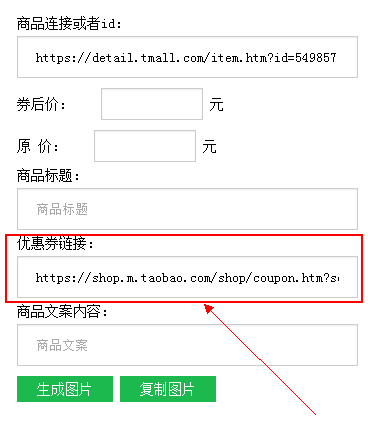 商品连接或者id：
https://detail.tmall.com/item.htm?id=549857
券后价： 元
原 价： 元
商品标题：
商品标题
优惠券链接：
https://shop.m.taobao.com/shop/coupon.htm?s
商品文案内容：
商品文案
生成图片 复制图片